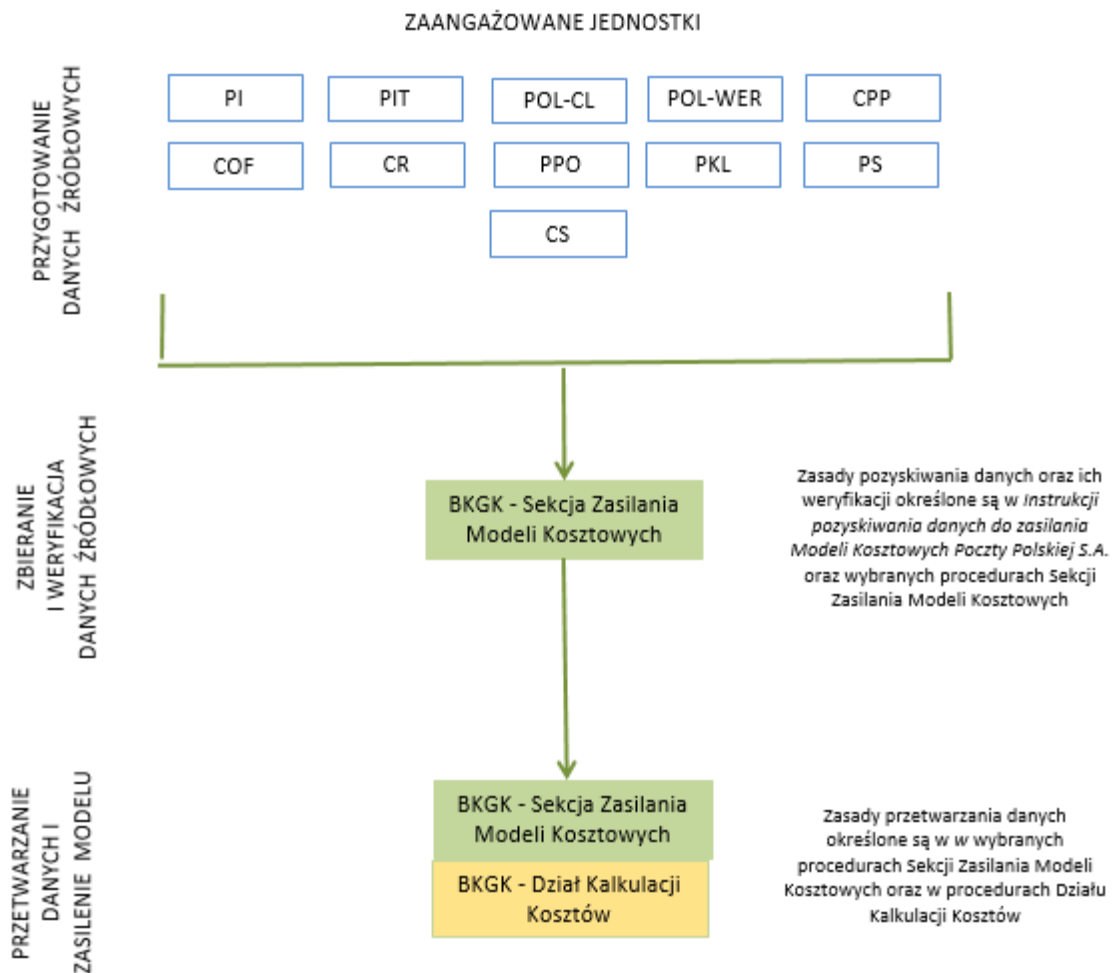 ZAANGAŻOWANE JEDNOSTKI
PRZYGOTOWANIE
DANYCH ŹRÓDŁOWYCH
PI
PIT
POL-CL
POL-WER
CPP
COF
CR
PPO
PKL
PS
CS
ZBIERANIE
I WERYFIKACJA
DANYCH ŹRÓDŁOWYCH
BKGK - Sekcja Zasilania
Modeli Kosztowych
Zasady pozyskiwania danych oraz ich
weryfikacji określone są w Instrukcji
pozyskiwania danych do zasilania
Modeli Kosztowych Poczty Polskiej S.A.
oraz wybranych procedurach Sekcji
Zasilania Modeli Kosztowych
PRZETWARZANIE
DANYCH I
ZASILENIE MODELU
BKGK - Sekcja Zasilania
Modeli Kosztowych
BKGK - Dział Kalkulacji
Kosztów
Zasady przetwarzania danych
określone są w w wybranych
procedurach Sekcji Zasilania Modeli
Kosztowych oraz w procedurach Działu
Kalkulacji Kosztów